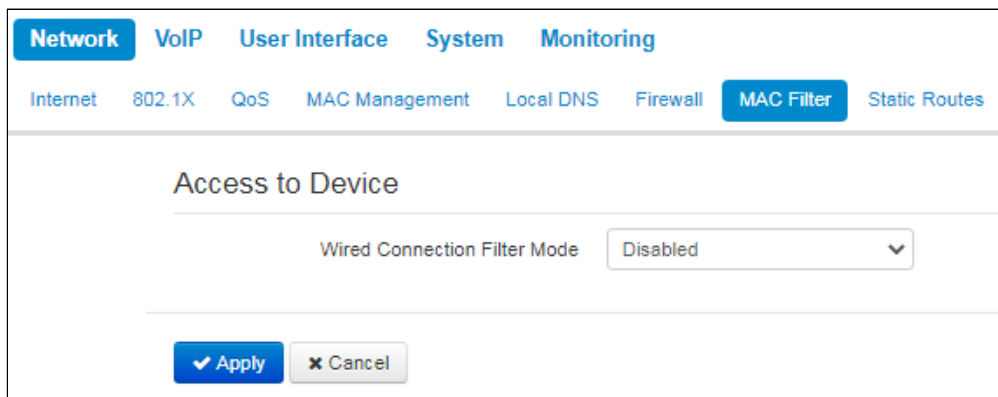 Network VoIP User Interface System Monitoring
Internet 802.1X QoS MAC Management Local DNS Firewall MAC Filter Static Routes
Access to Device
Wired Connection Filter Mode Disabled
Apply Cancel